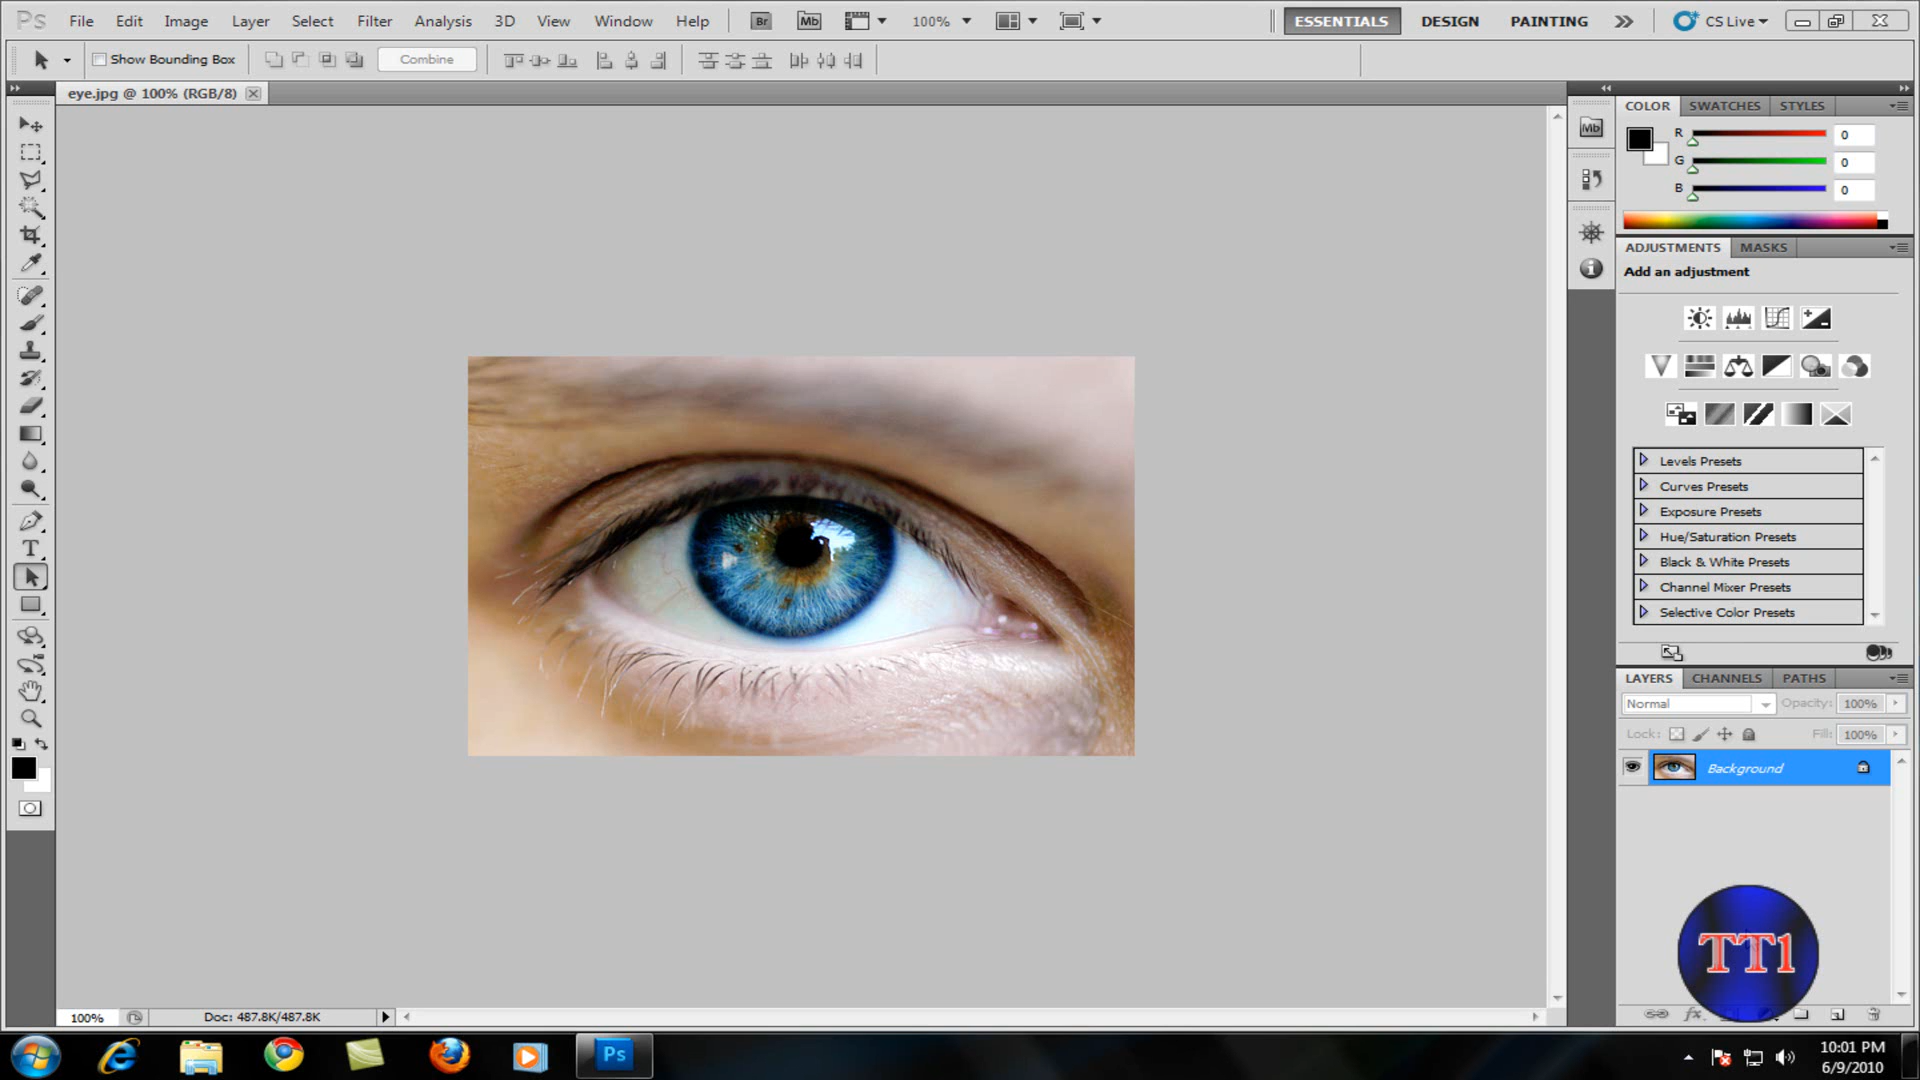 Ps File Edit Image Layer Select Filter Analysis 3D View Window Help Br Mb 100% ESSENTIALS DESIGN PAINTING CS Live
Show Bounding Box Combine
eye.jpg @ 100% (RGB/8)
COLOR SWATCHES STYLES
Mb
R 0
G 0
B 0
ADJUSTMENTS MASKS
Add an adjustment
Levels Presets
Curves Presets
Exposure Presets
Hue/Saturation Presets
Black & White Presets
Channel Mixer Presets
Selective Color Presets
T
LAYERS CHANNELS PATHS
Normal Opacity: 100%
Lock: Fill: 100%
Background
TT1
fx
100% Doc: 487.8K/487.8K
Ps
10:01 PM
6/9/2010